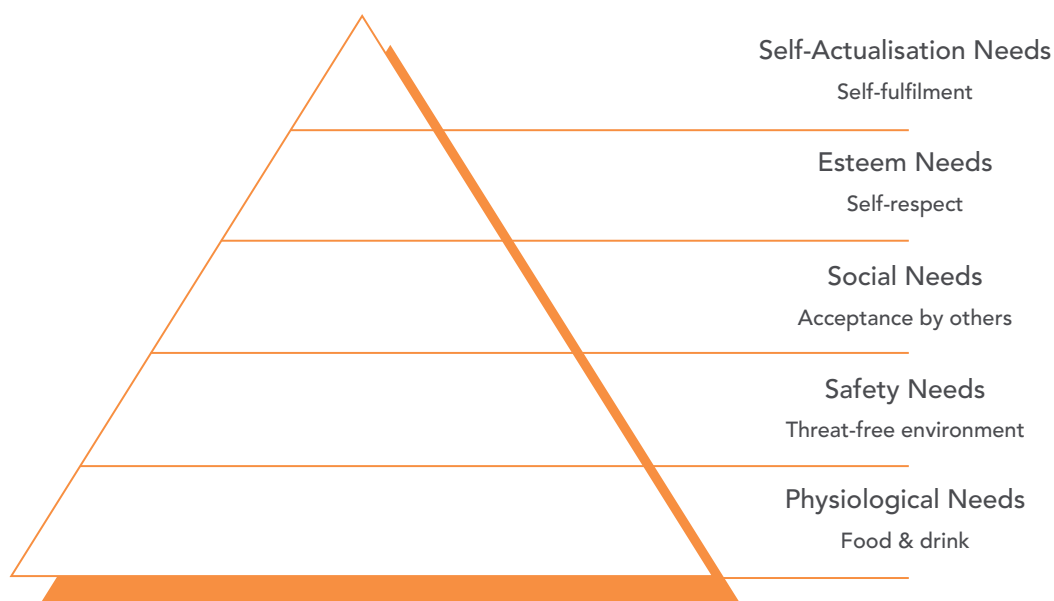 Self-Actualisation Needs
Self-fulfilment
Esteem Needs
Self-respect
Social Needs
Acceptance by others
Safety Needs
Threat-free environment
Physiological Needs
Food & drink